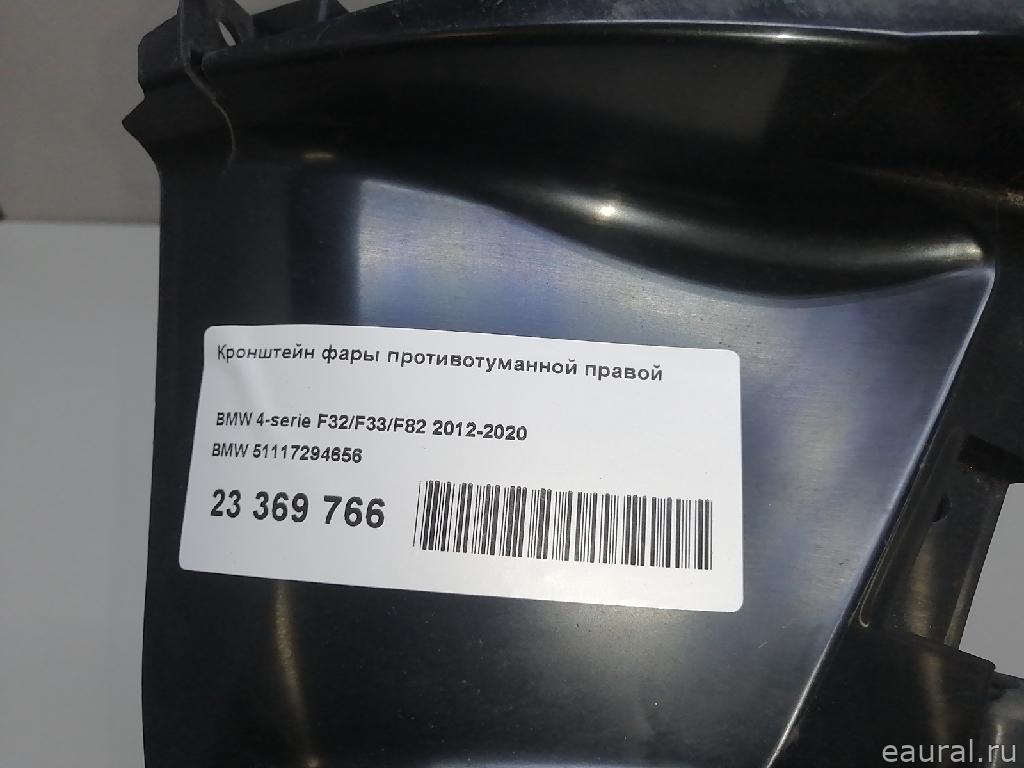 Кронштейн фары противотуманной правой
BMW 4-serie F32/F33/F82 2012-2020
BMW 51117294656
23 369 766
eaural.ru